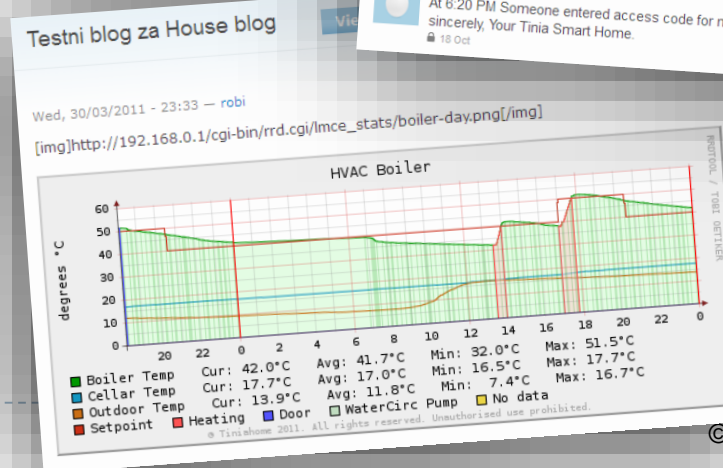 Testni blog za House blog
Vie
At 6:20 PM Someone entered access code for
sincerely, Your Tinia Smart Home.
18 Oct
Wed, 30/03/2011 - 23:33 — robi
[img]http://192.168.0.1/cgi-bin/rrd.cgi/lmce_stats/boiler-day.png[/img]
HVAC Boiler
RRDTOOL / TOBI OETIKER
degrees °C
60
50
40
30
20
10
0
20 22 0 2 4 6 8 10 12 14 16 18 20 22 0
Boiler Temp Cur: 42.0°C Avg: 41.7°C Min: 32.0°C Max: 51.5°C
Cellar Temp Cur: 17.7°C Avg: 17.0°C Min: 16.5°C Max: 17.7°C
Outdoor Temp Cur: 13.9°C Avg: 11.8°C Min: 7.4°C Max: 16.7°C
Setpoint Heating Door WaterCirc Pump No data
© Tiniahome 2011. All rights reserved. Unauthorised use prohibited.
©